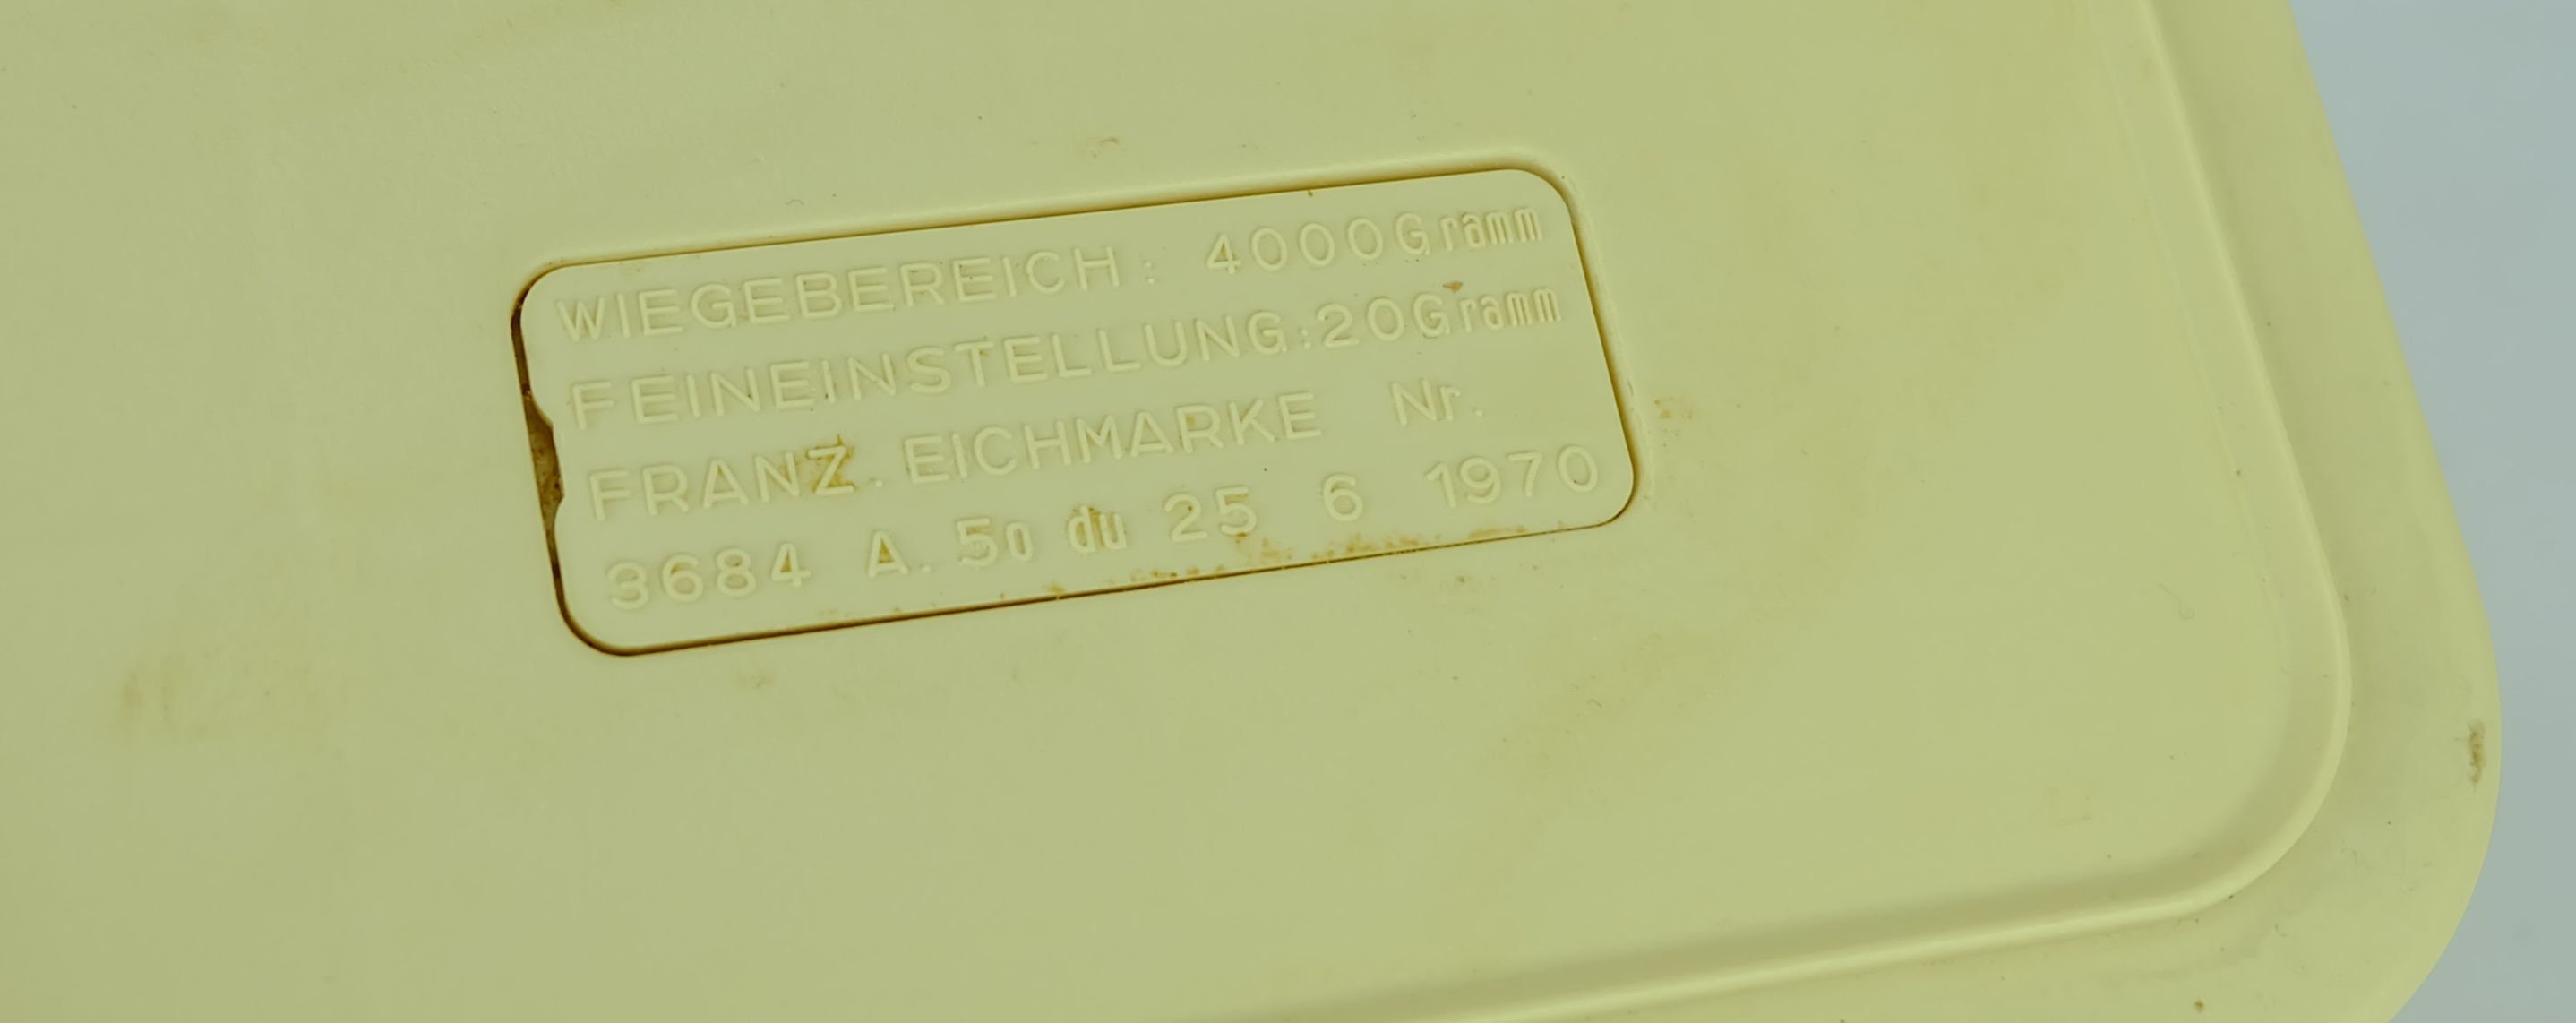 WIEGEBEREICH: 4000Gramm
FEINEINSTELLUNG:20Gramm
FRANZ. EICHMARKE Nr.
3684 A. 50 du 25 6 1970